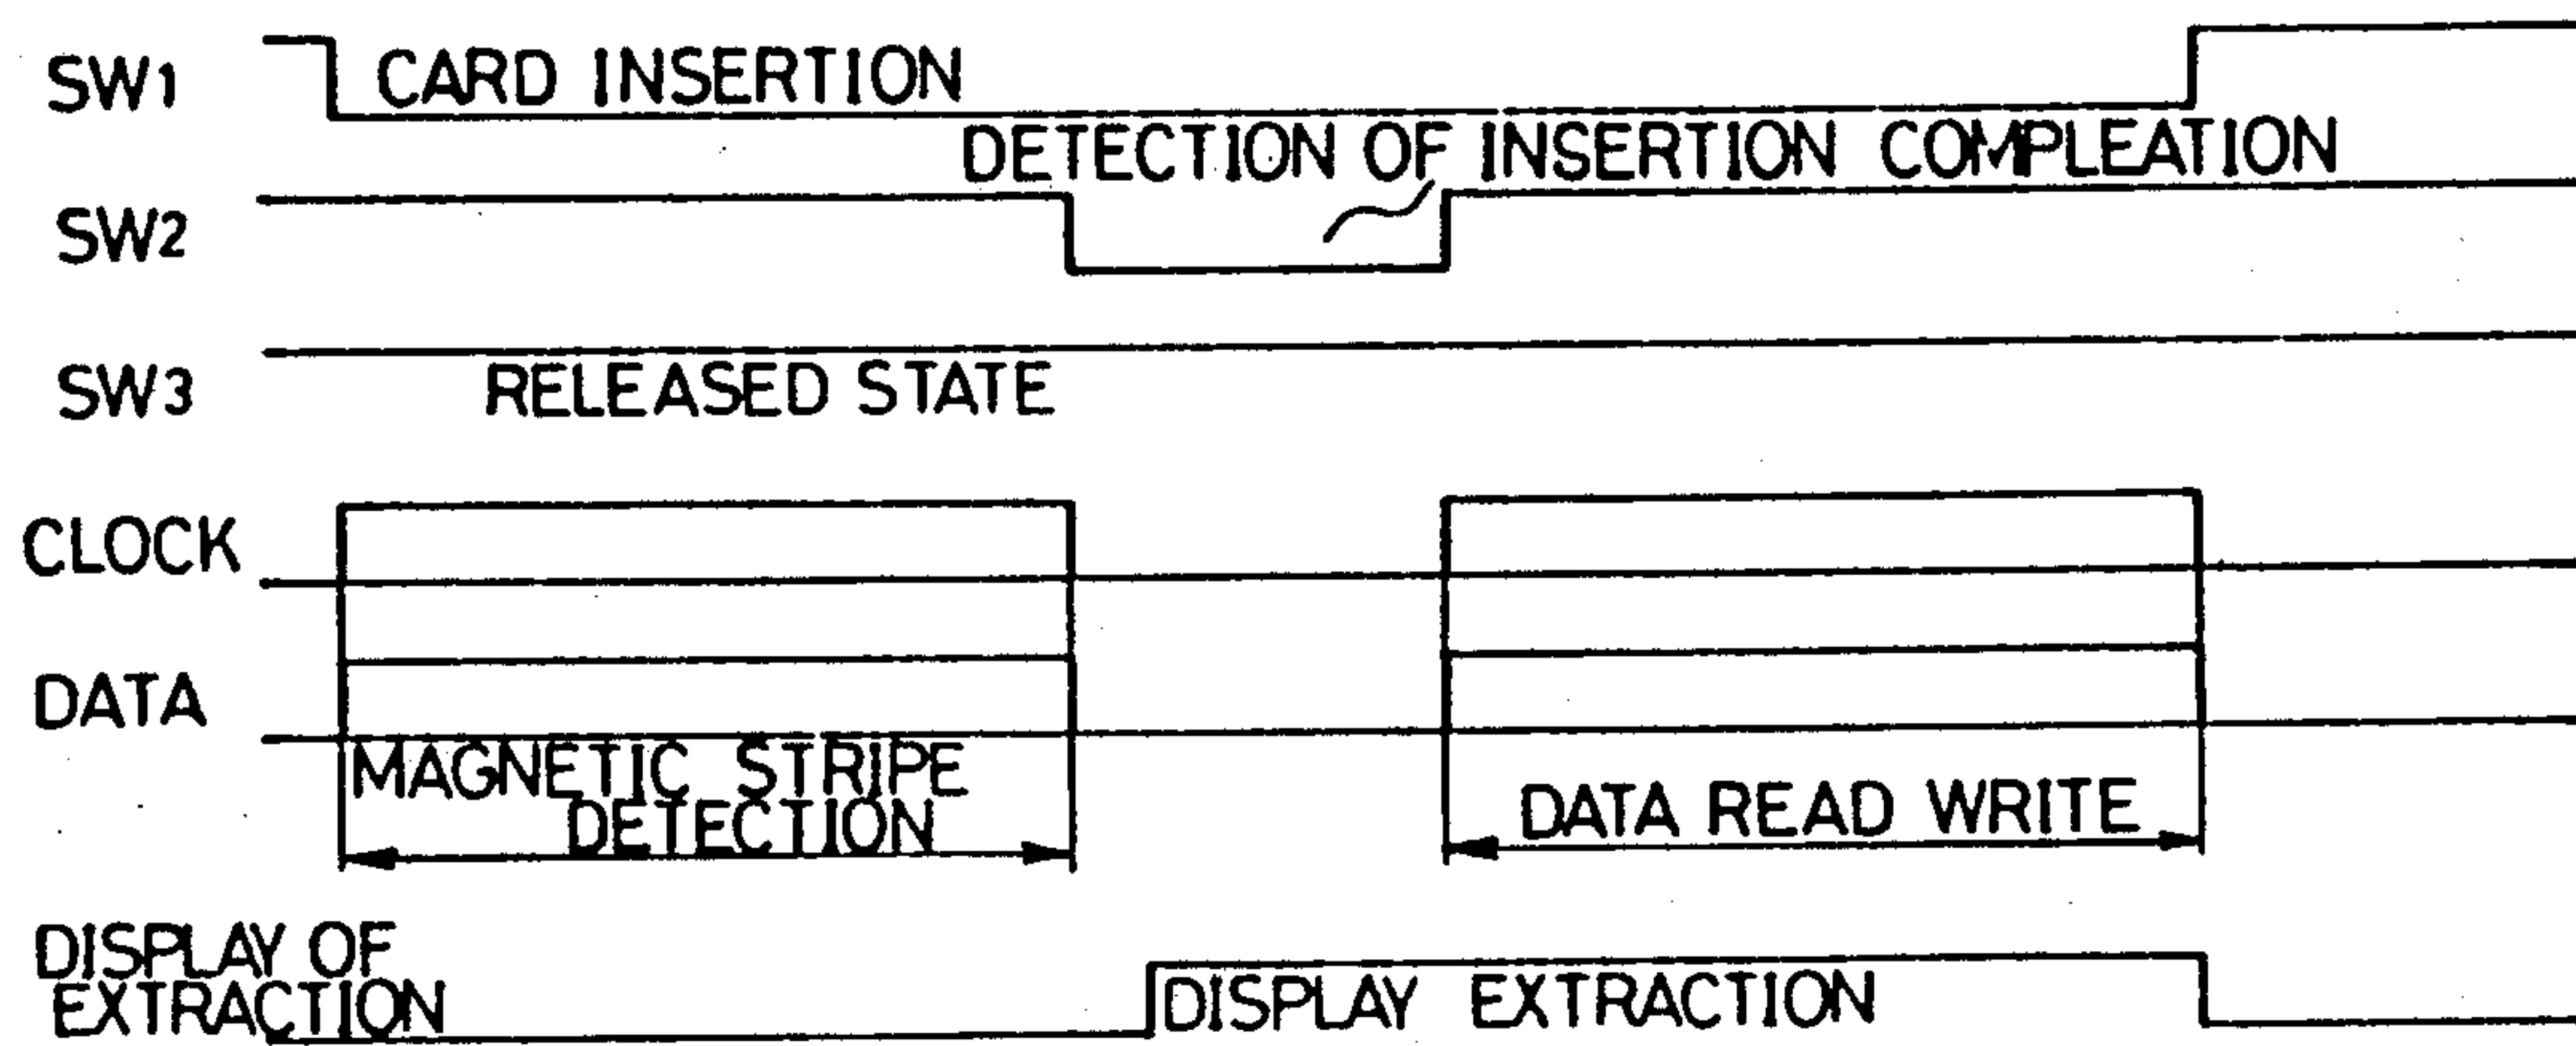 SW1
CARD INSERTION
DETECTION OF INSERTION COMPLEATION
SW2
SW3
RELEASED STATE
CLOCK
DATA
MAGNETIC STRIPE
DETECTION
DATA READ WRITE
DISPLAY OF
EXTRACTION
DISPLAY EXTRACTION